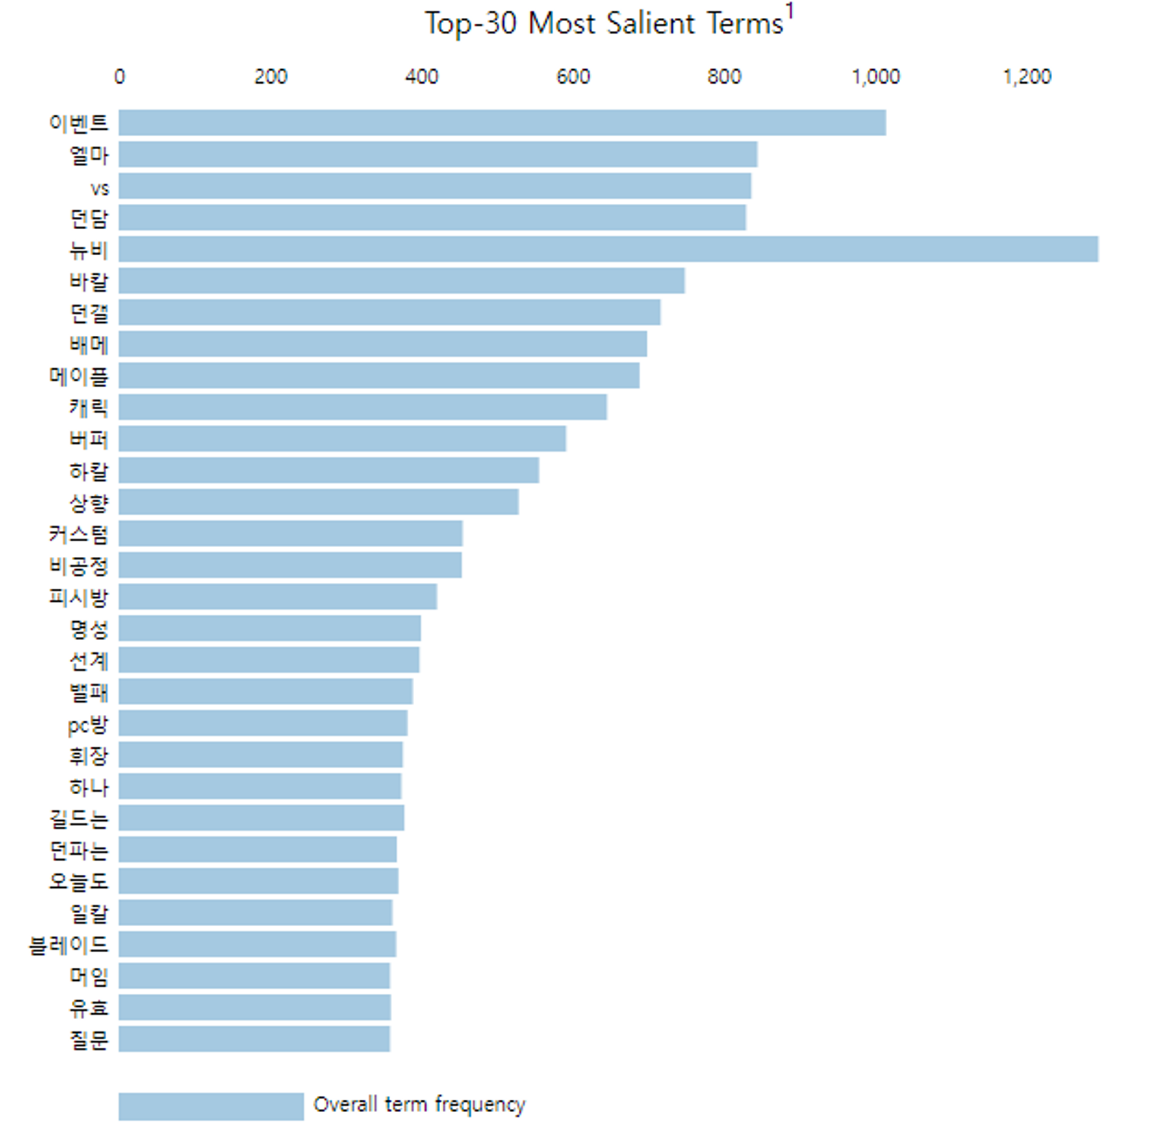 Top-30 Most Salient Terms1
0 200 400 600 800 1,000 1,200
이벤트
엘마
vs
던담
뉴비
바칼
던갤
배메
메이플
캐릭
버퍼
하칼
상향
커스텀
비공정
피시방
명성
선계
밸패
pc방
휘장
하나
길드는
던파는
오늘도
일칼
블레이드
머임
유효
질문
Overall term frequency